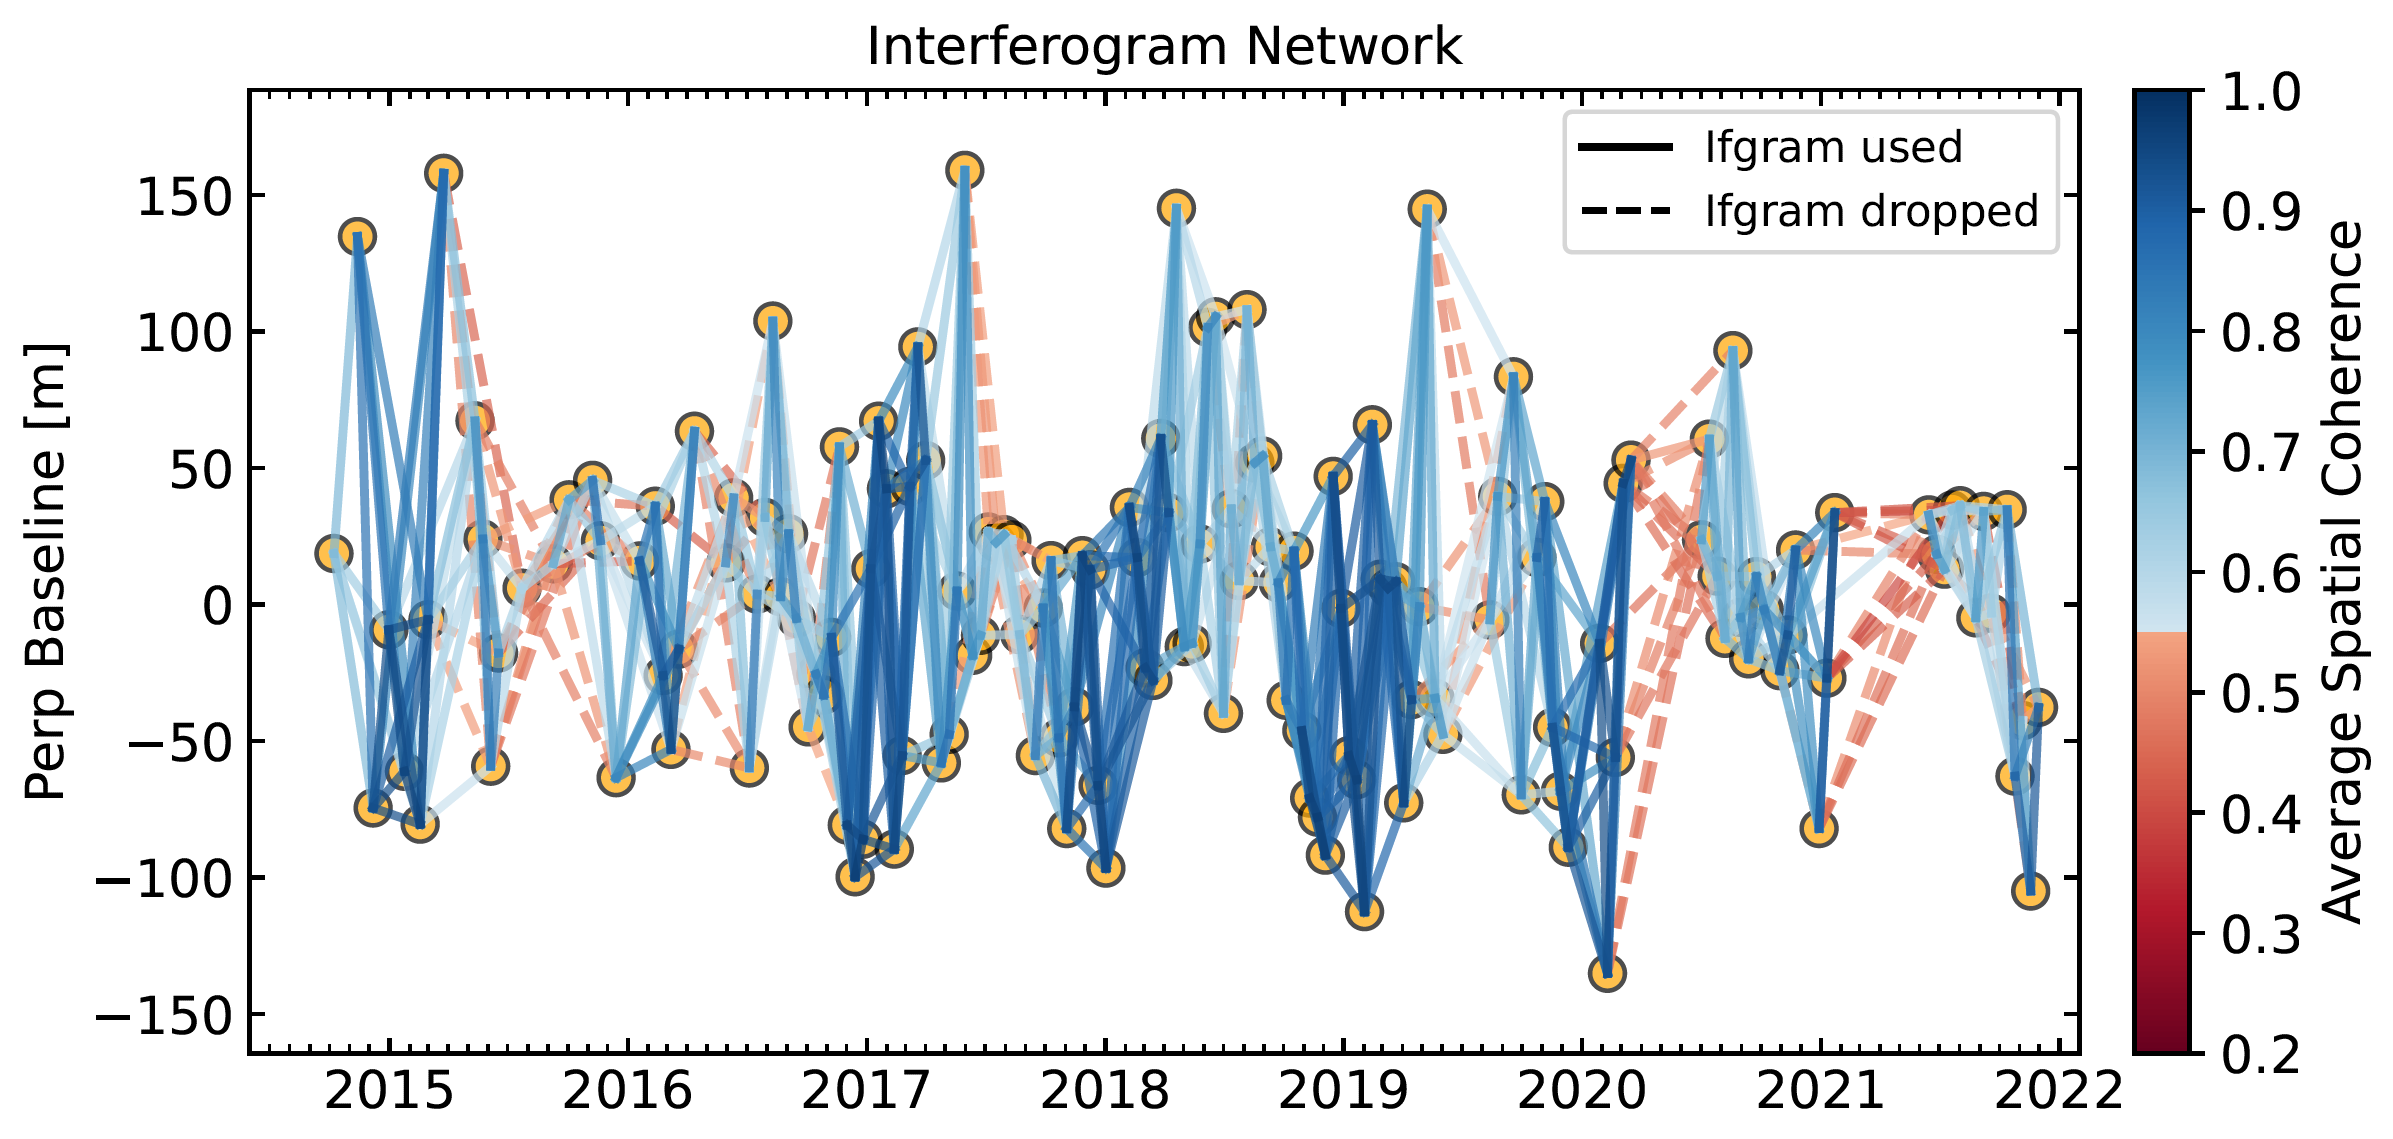 Interferogram Network
Perp Baseline [m]
150
100
50
0
−50
−100
−150
2015 2016 2017 2018 2019 2020 2021 2022
Ifgram used
Ifgram dropped
1.0
0.9
0.8
0.7
0.6
0.5
0.4
0.3
0.2
Average Spatial Coherence